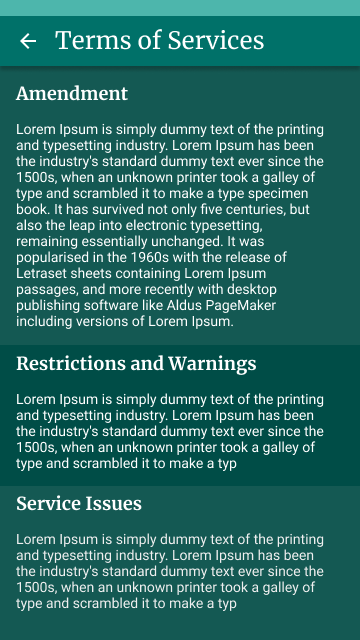 Terms of Services
Amendment
Lorem Ipsum is simply dummy text of the printing
and typesetting industry. Lorem Ipsum has been
the industry's standard dummy text ever since the
1500s, when an unknown printer took a galley of
type and scrambled it to make a type specimen
book. It has survived not only five centuries, but
also the leap into electronic typesetting,
remaining essentially unchanged. It was
popularised in the 1960s with the release of
Letraset sheets containing Lorem Ipsum
passages, and more recently with desktop
publishing software like Aldus PageMaker
including versions of Lorem Ipsum.
Restrictions and Warnings
Lorem Ipsum is simply dummy text of the printing
and typesetting industry. Lorem Ipsum has been
the industry's standard dummy text ever since the
1500s, when an unknown printer took a galley of
type and scrambled it to make a typ
Service Issues
Lorem Ipsum is simply dummy text of the printing
and typesetting industry. Lorem Ipsum has been
the industry's standard dummy text ever since the
1500s, when an unknown printer took a galley of
type and scrambled it to make a typ